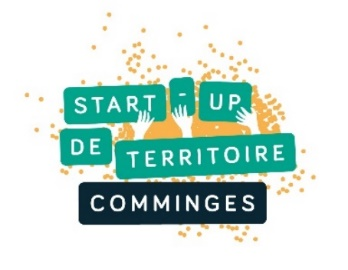 START - UP
DE TERRITOIRE
COMMINGES